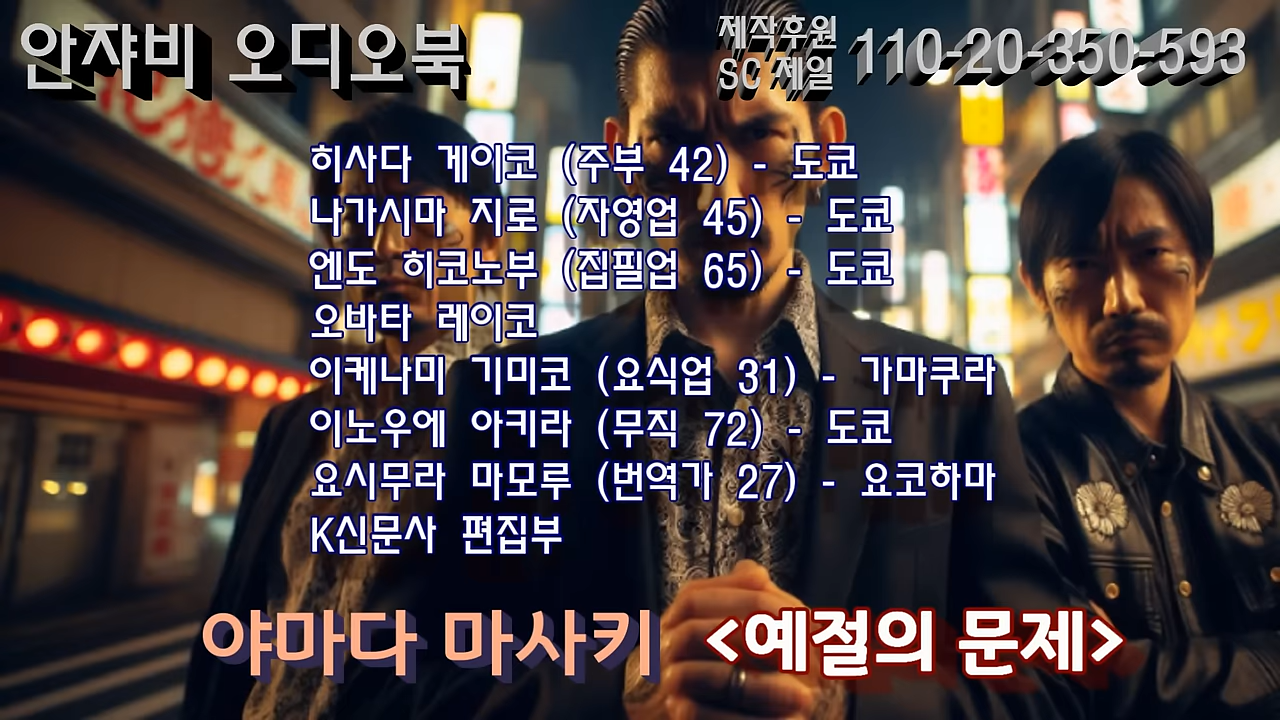 안쟈비 오디오북
제작후원
SC 제일
110-20-350-593
히사다 게이코 (주부 42) - 도쿄
나가시마 지로 (자영업 45) - 도쿄
엔도 히코노부 (집필업 65) - 도쿄
오바타 레이코
이케나미 기미코 (요식업 31) - 가마쿠라
이노우에 아키라 (무직 72) - 도쿄
요시무라 마모루 (번역가 27) - 요코하마
K신문사 편집부
야마다 마사키 <예절의 문제>